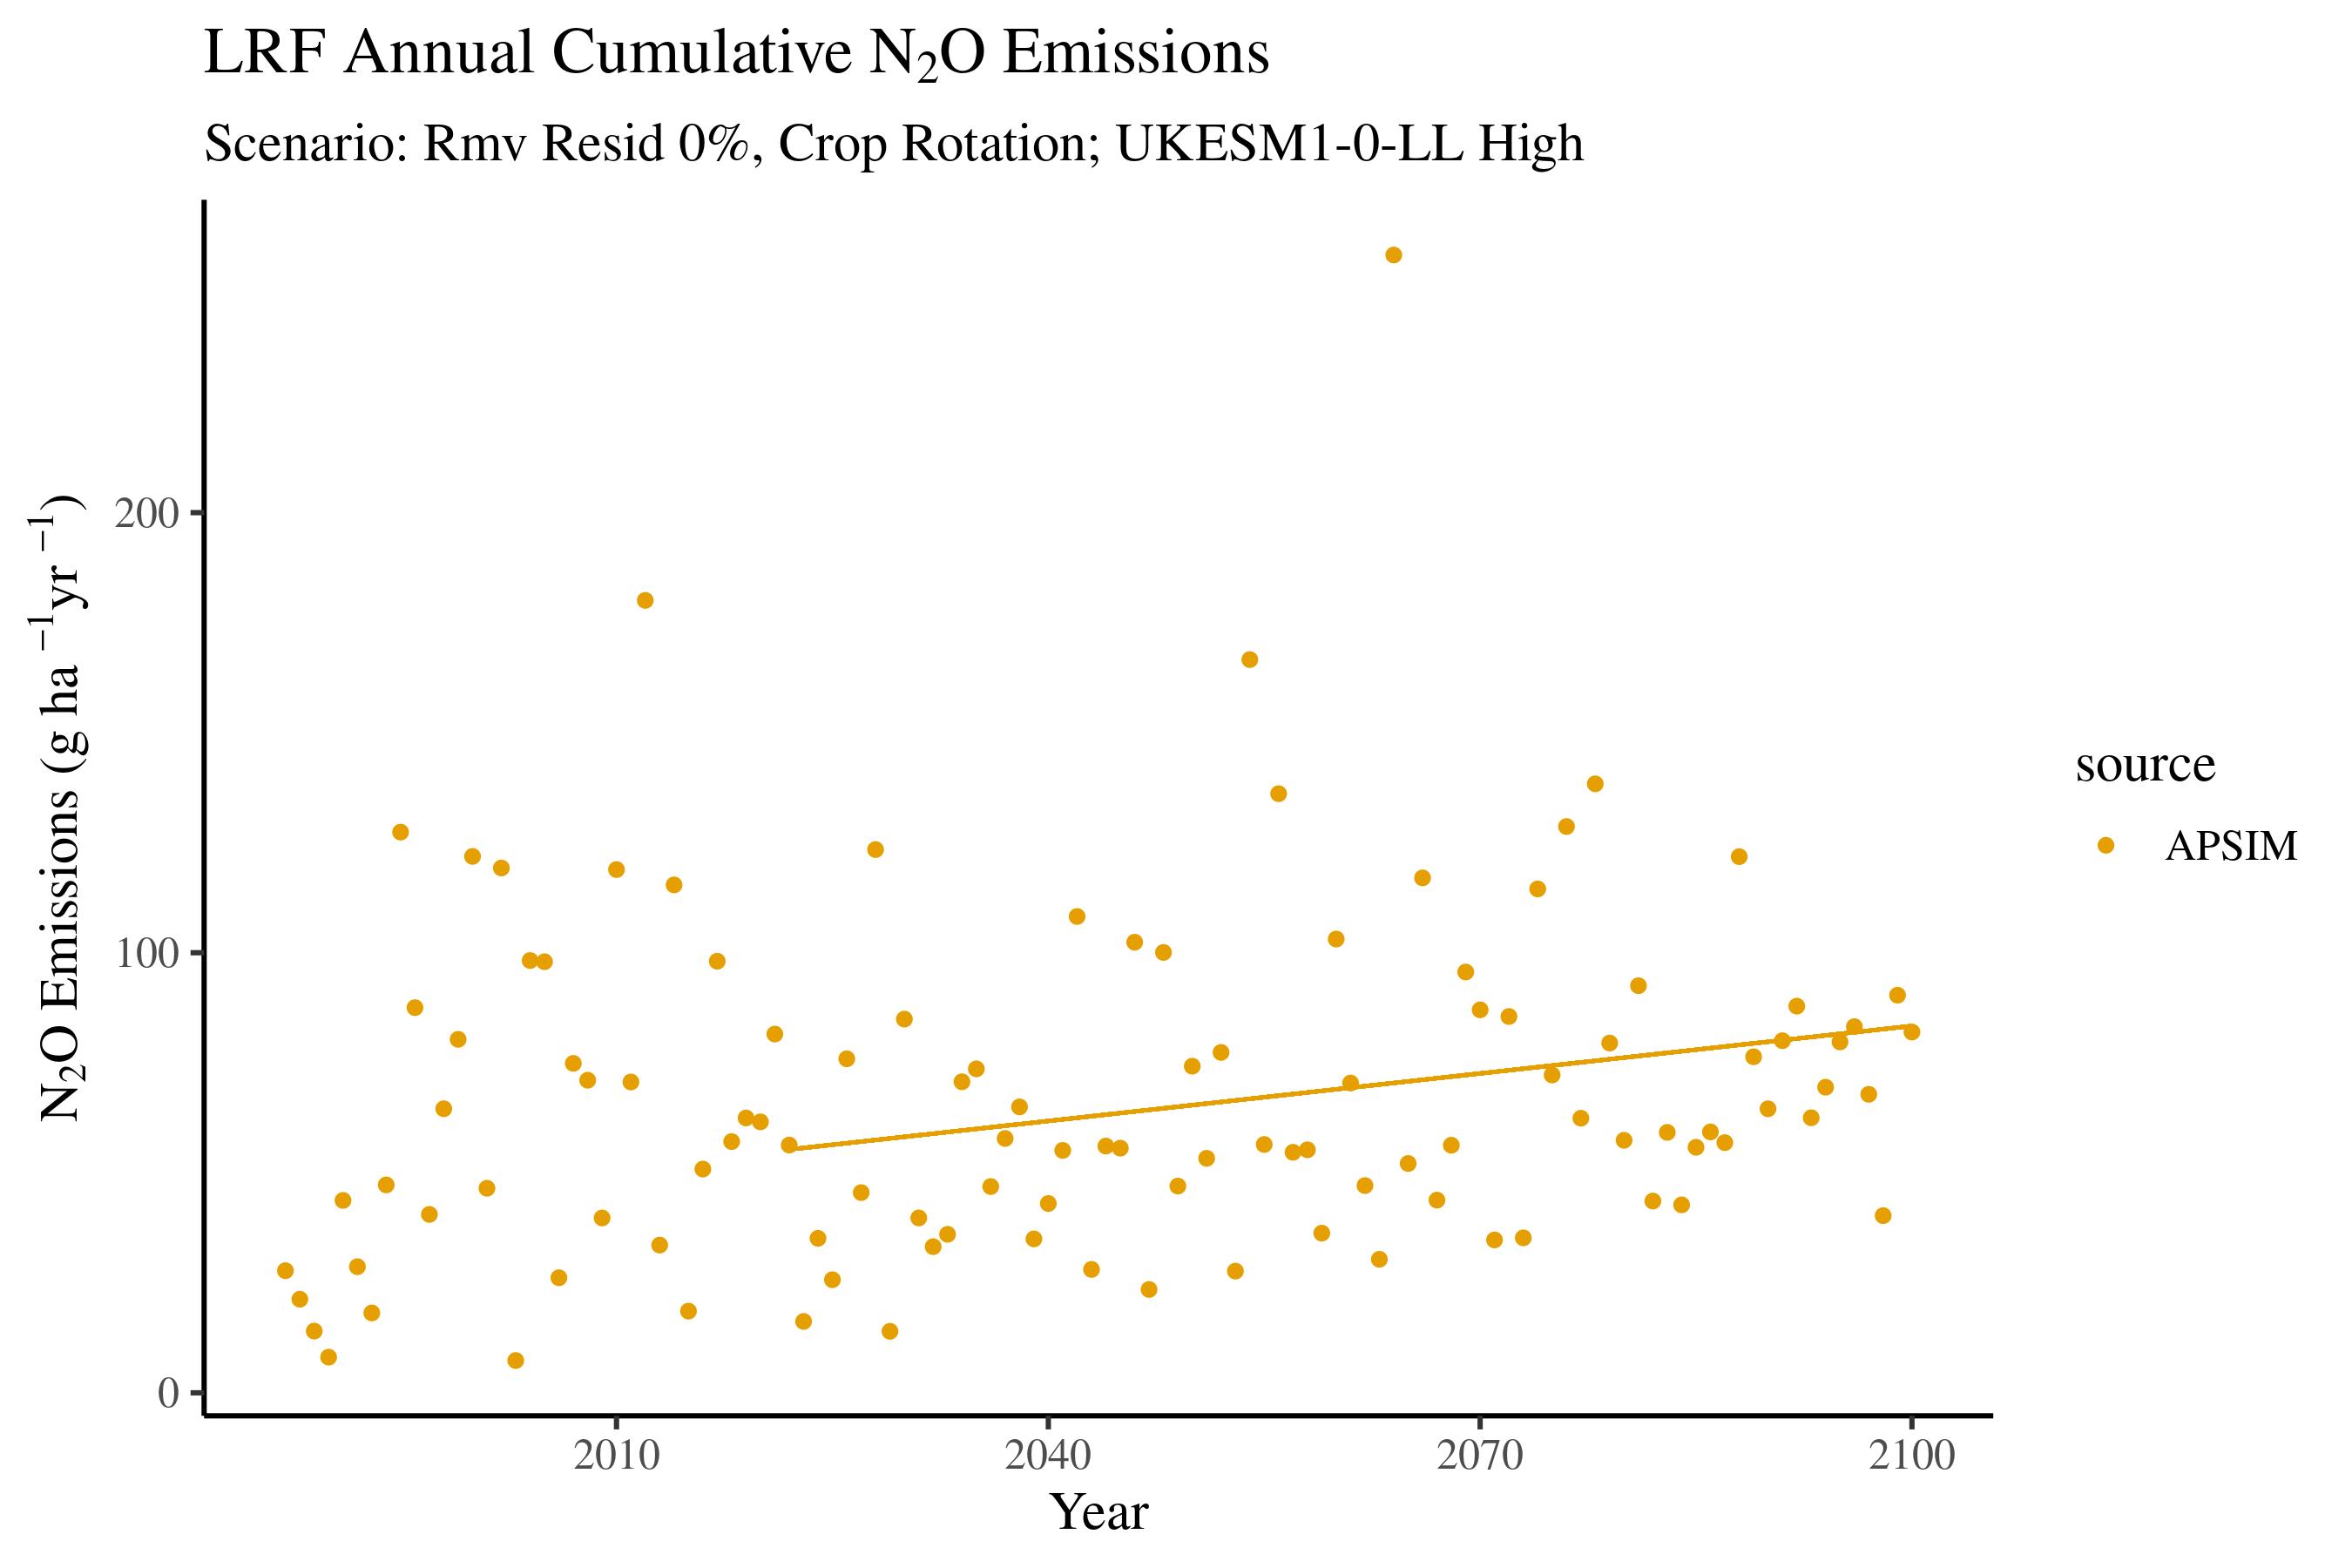 LRF Annual Cumulative N₂O Emissions
Scenario: Rmv Resid 0%, Crop Rotation; UKESM1-0-LL High
N₂O Emissions (g ha⁻¹yr⁻¹)
200
100
0
2010 2040 2070 2100
Year
source
APSIM